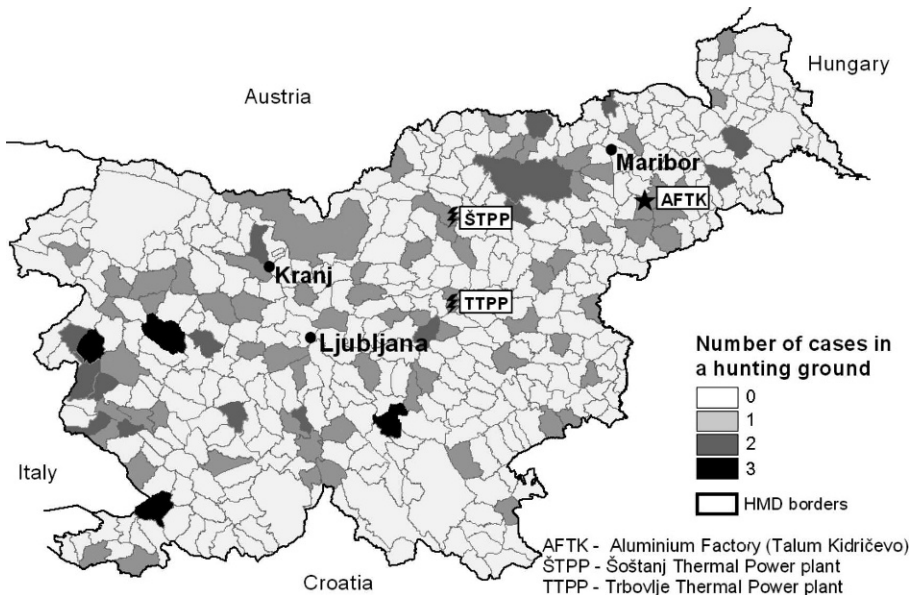 Austria
Hungary
Maribor
AFTK
ŠTPP
Kranj
TTPP
Ljubljana
Number of cases in
a hunting ground
0
1
2
3
HMD borders
Italy
Croatia
AFTK - Aluminium Factory (Talum Kidričevo)
ŠTPP - Šoštanj Thermal Power plant
TTPP - Trbovlje Thermal Power plant